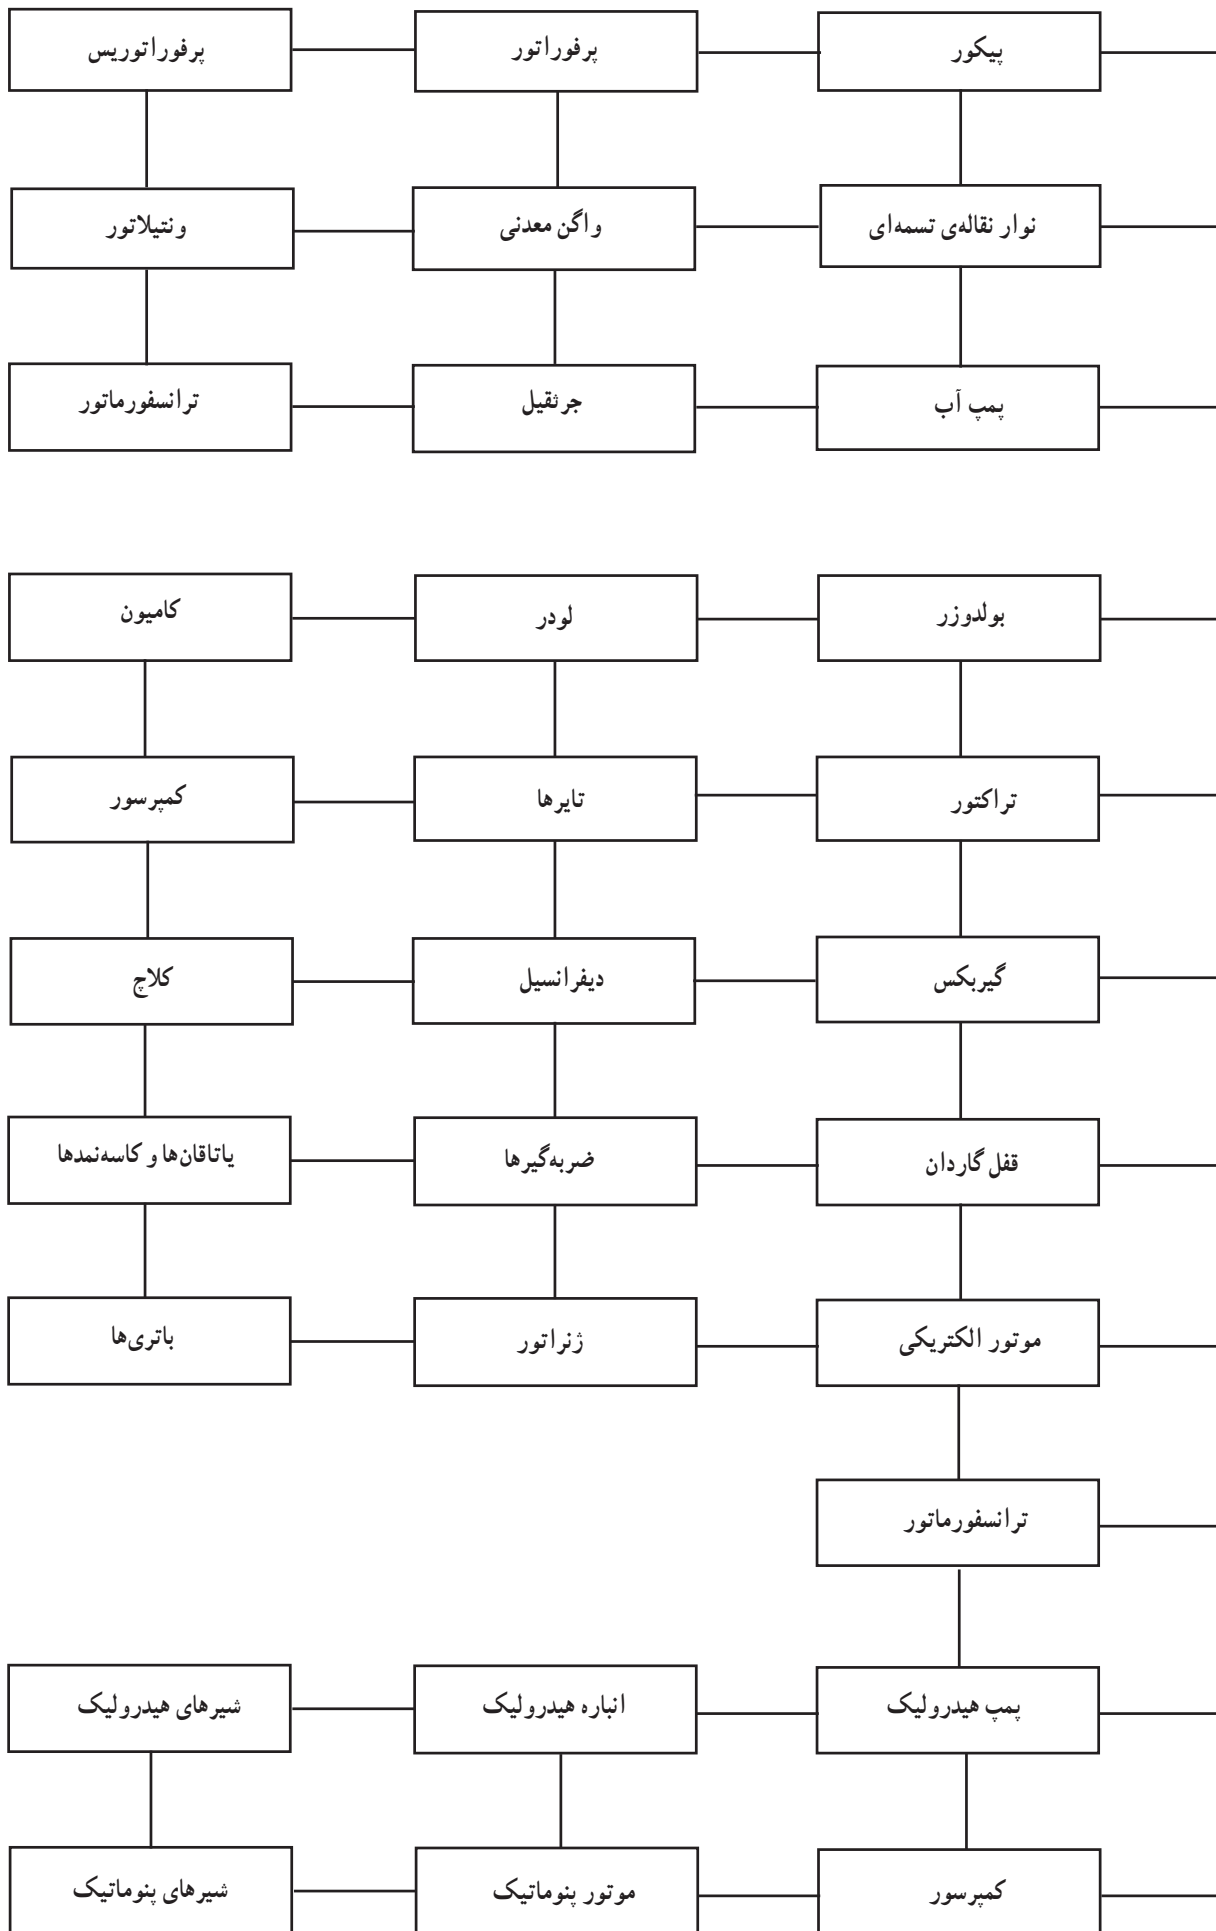 پیکور
پرفوراتور
پرفوراتوریس
نوار نقاله‌ی تسمه‌ای
واگن معدنی
ونتیلاتور
پمپ آب
جرثقیل
ترانسفورماتور
بولدوزر
لودر
کامیون
تراکتور
تایرها
کمپرسور
گیربکس
دیفرانسیل
کلاچ
قفل گاردان
ضربه‌گیرها
یاتاقان‌ها و کاسه‌نمدها
موتور الکتریکی
ژنراتور
باتری‌ها
ترانسفورماتور
پمپ هیدرولیک
انباره هیدرولیک
شیرهای هیدرولیک
کمپرسور
موتور پنوماتیک
شیرهای پنوماتیک